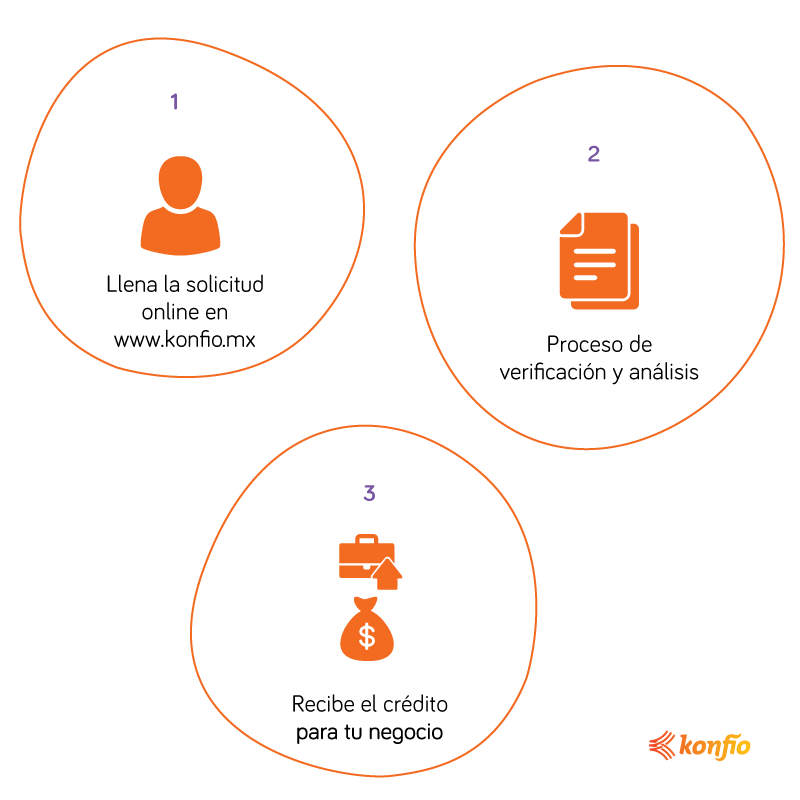 1
Llena la solicitud
online en
www.konfio.mx
2
Proceso de
verificación y análisis
3
$
Recibe el crédito
para tu negocio
konfío